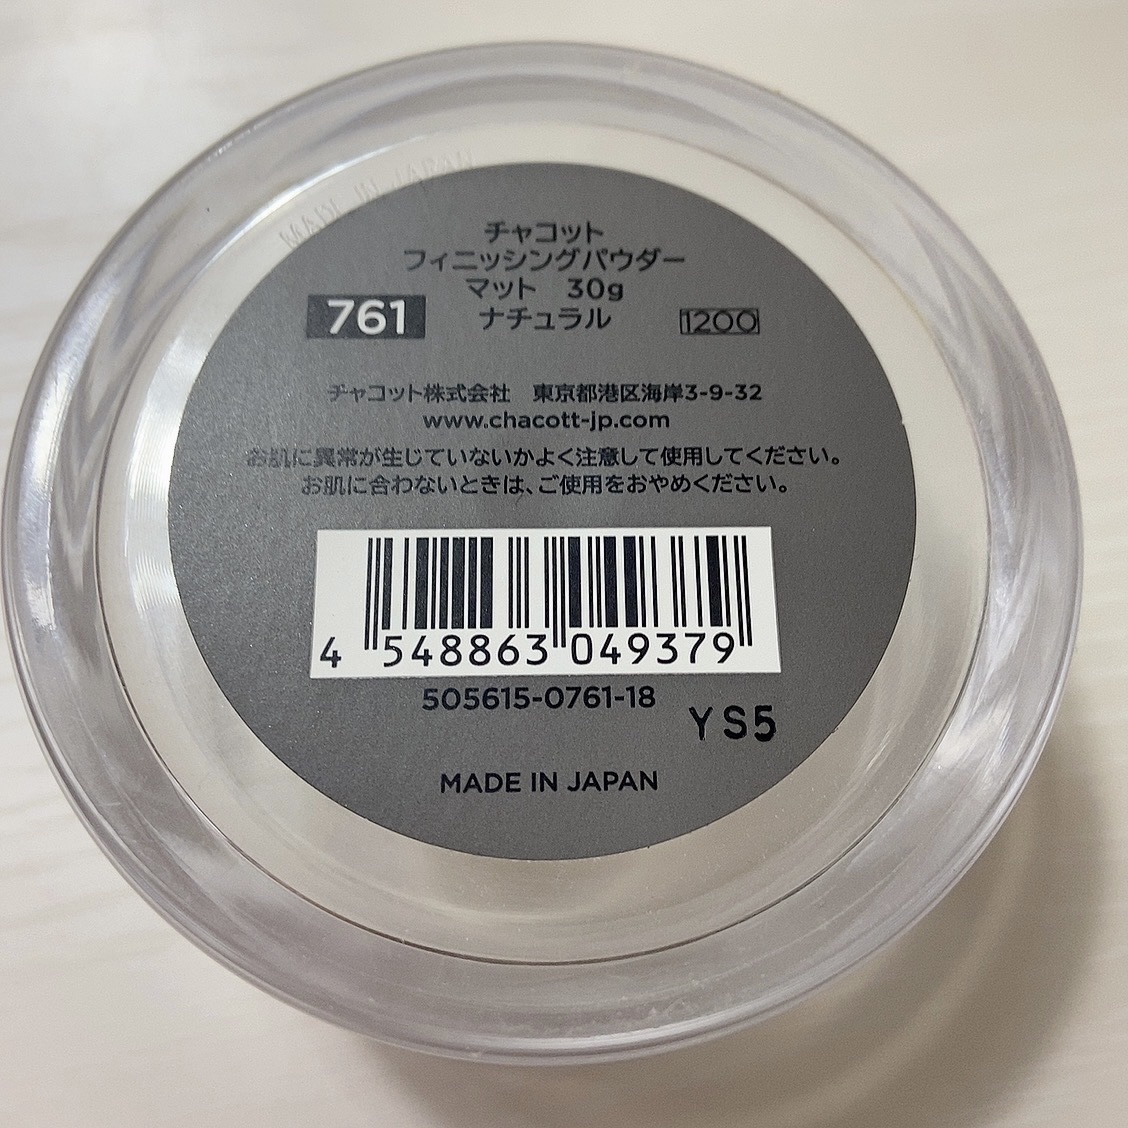 MADE IN JAPAN
チャコット
フィニッシングパウダー
マット 30g
761 ナチュラル 1200
チャコット株式会社 東京都港区海岸3-9-32
www.chacott-jp.com
お肌に異常が生じていないかよく注意して使用してください。
お肌に合わないときは、ご使用をおやめください。
4 548863 049379
505615-0761-18
YS5
MADE IN JAPAN